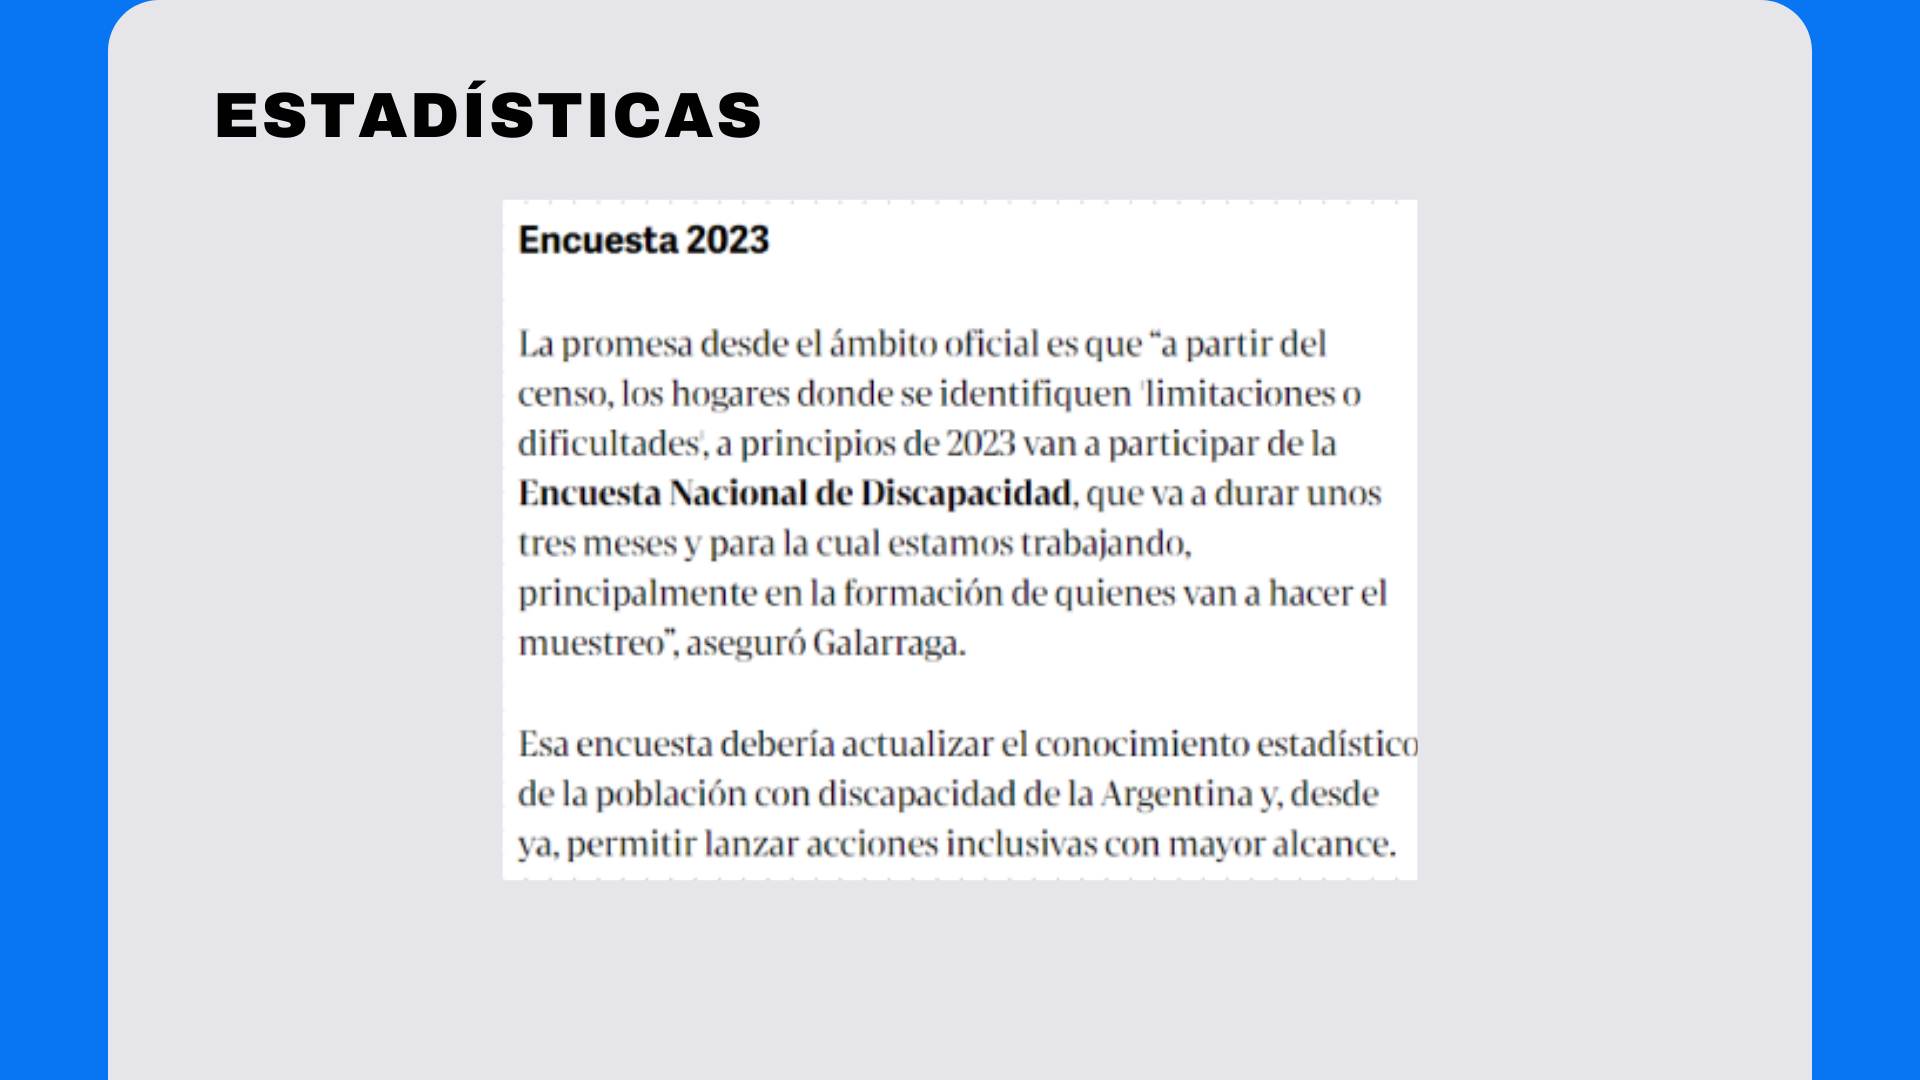 ESTADÍSTICAS
Encuesta 2023
La promesa desde el ámbito oficial es que “a partir del
censo, los hogares donde se identifiquen 'limitaciones o
dificultades', a principios de 2023 van a participar de la
Encuesta Nacional de Discapacidad, que va a durar unos
tres meses y para la cual estamos trabajando,
principalmente en la formación de quienes van a hacer el
muestreo”, aseguró Galarraga.
Esa encuesta debería actualizar el conocimiento estadístico
de la población con discapacidad de la Argentina y, desde
ya, permitir lanzar acciones inclusivas con mayor alcance.